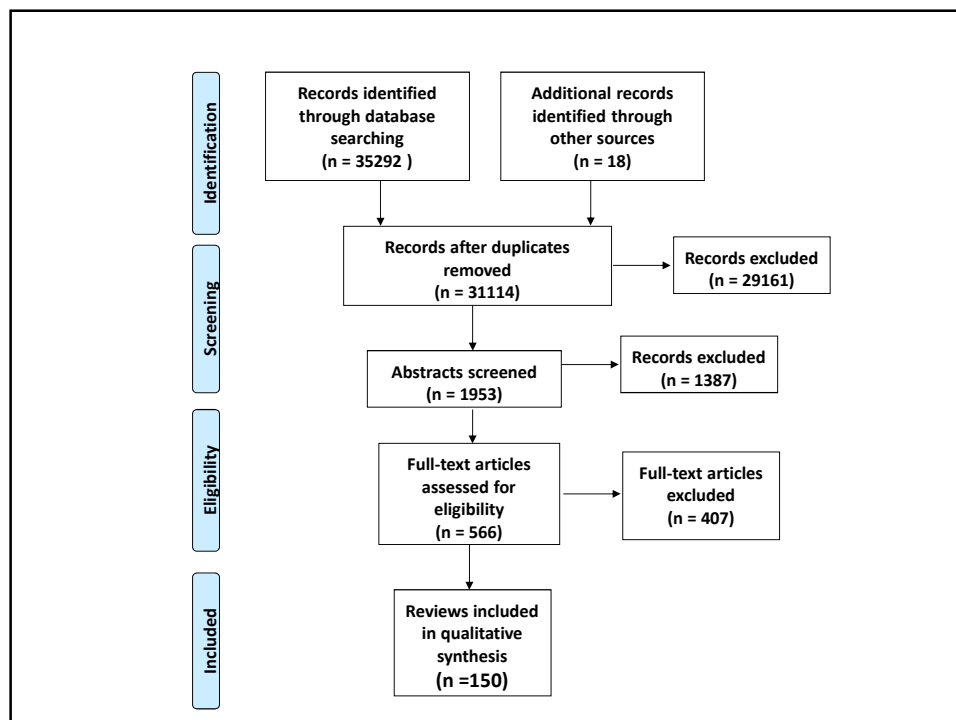 Identification
Records identified
through database
searching
(n = 35292 )
Additional records
identified through
other sources
(n = 18)
Screening
Records after duplicates
removed
(n = 31114)
Records excluded
(n = 29161)
Abstracts screened
(n = 1953)
Records excluded
(n = 1387)
Eligibility
Full-text articles
assessed for
eligibility
(n = 566)
Full-text articles
excluded
(n = 407)
Included
Reviews included
in qualitative
synthesis
(n =150)